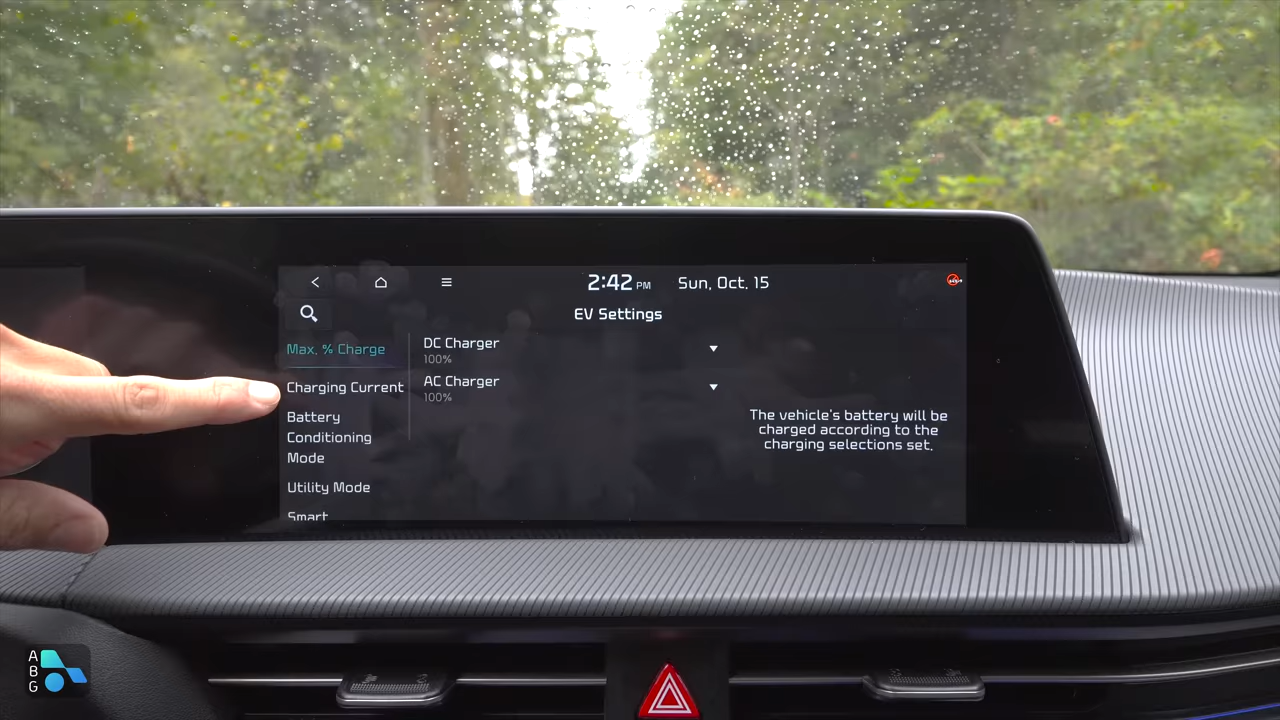 2:42 PM Sun, Oct. 15
EV Settings
Max. % Charge
Charging Current
Battery
Conditioning
Mode
Utility Mode
Smart
DC Charger
100%
AC Charger
100%
The vehicle's battery will be
charged according to the
charging selections set.
A
B
G